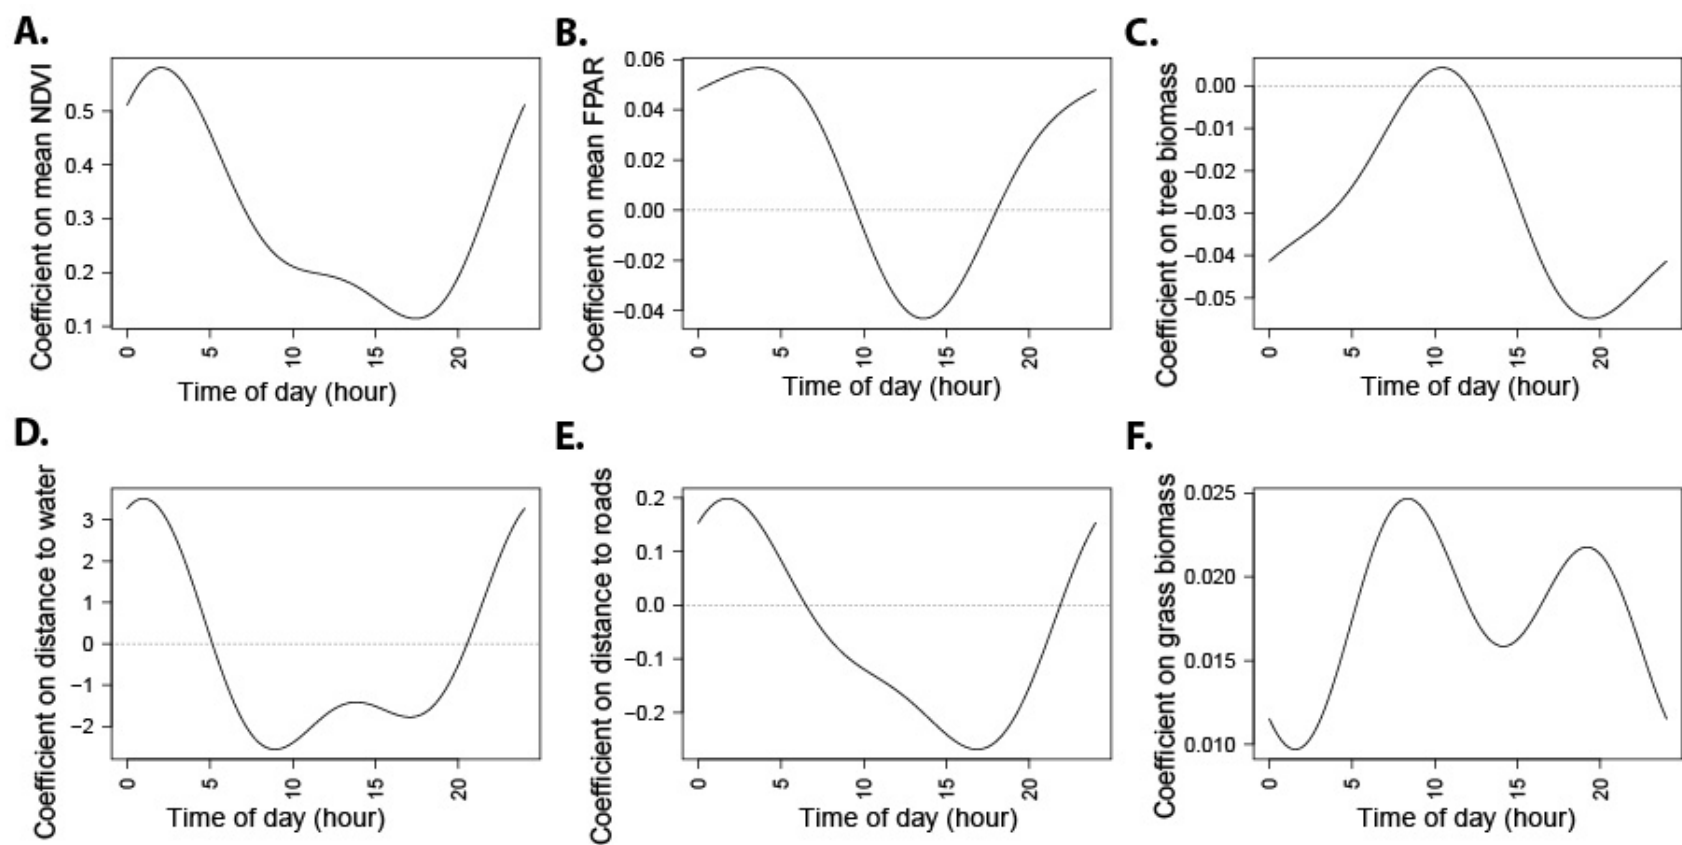 A.
Coefficient on mean NDVI
0.5
0.4
0.3
0.2
0.1
0 5 10 15 20
Time of day (hour)
B.
Coefficient on mean FPAR
0.06
0.04
0.02
0.00
−0.02
−0.04
0 5 10 15 20
Time of day (hour)
C.
Coefficient on tree biomass
0.00
−0.01
−0.02
−0.03
−0.04
−0.05
0 5 10 15 20
Time of day (hour)
D.
Coefficient on distance to water
3
2
1
0
−1
−2
0 5 10 15 20
Time of day (hour)
E.
Coefficient on distance to roads
0.2
0.1
0.0
−0.1
−0.2
0 5 10 15 20
Time of day (hour)
F.
Coefficient on grass biomass
0.025
0.020
0.015
0.010
0 5 10 15 20
Time of day (hour)